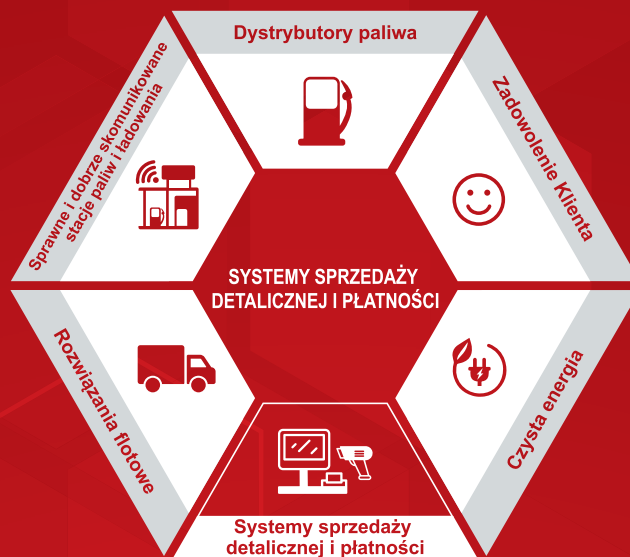 Dystrybutory paliwa
Sprawne i dobrze skomunikowane
stacje paliw i ładowania
Zadowolenie Klienta
SYSTEMY SPRZEDAŻY
DETALICZNEJ I PŁATNOŚCI
Rozwiązania flotowe
Czysta energia
Systemy sprzedaży
detalicznej i płatności